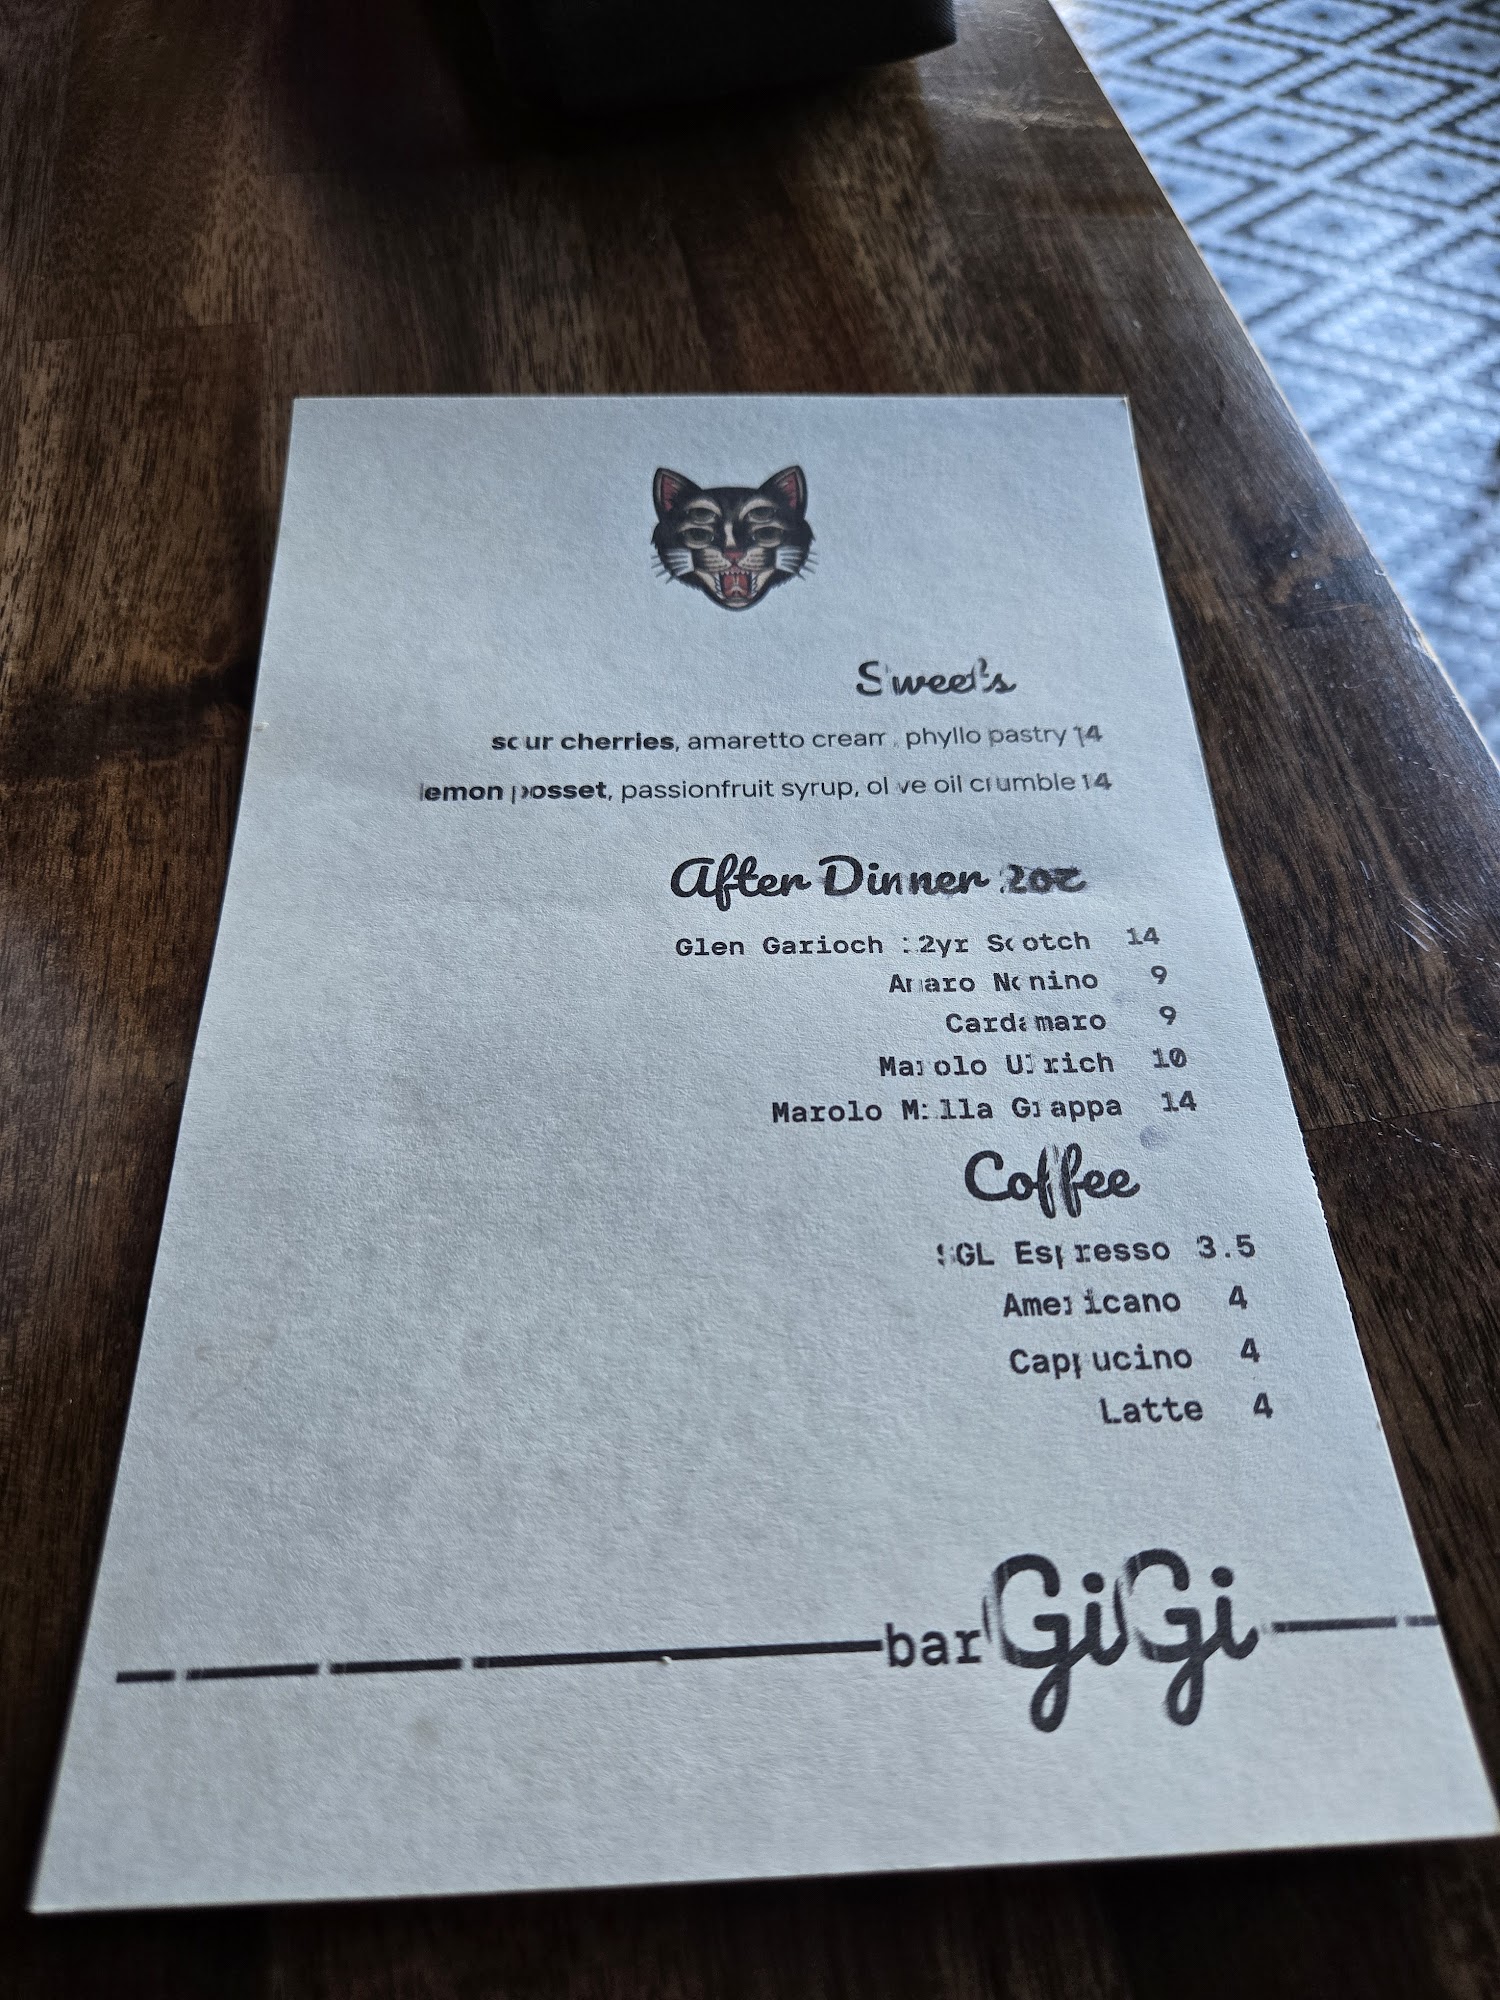 Sweets
sour cherries, amaretto cream, phyllo pastry 14
lemon posset, passionfruit syrup, olive oil crumble 14
After Dinner 2oz
Glen Garioch 12yr Scotch 14
Amaro Nonino 9
Cardamaro 9
Marolo Ulrich 10
Marolo Milla Grappa 14
Coffee
SGL Espresso 3.5
Americano 4
Cappucino 4
Latte 4
bar GiGi